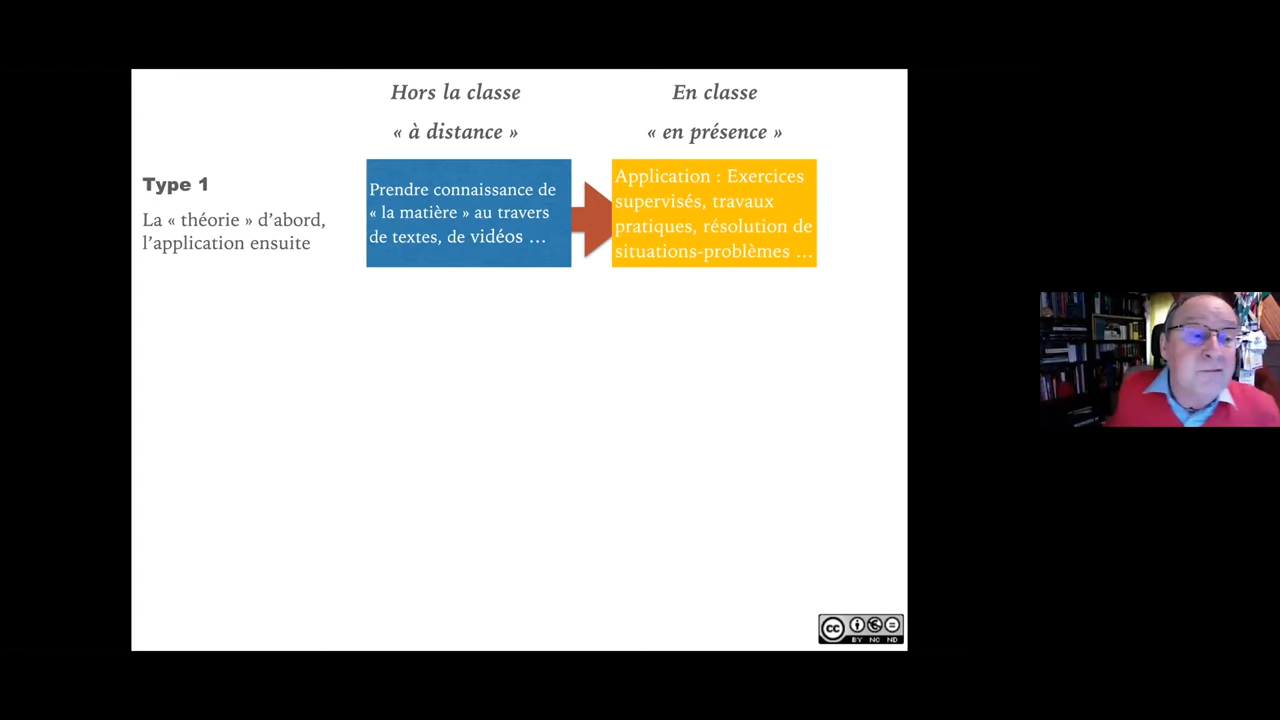 Hors la classe
« à distance »
En classe
« en présence »
Type 1
La « théorie » d’abord,
l’application ensuite
Prendre connaissance de
« la matière » au travers
de textes, de vidéos …
Application : Exercices
supervisés, travaux
pratiques, résolution de
situations-problèmes …
cc
BY NC ND